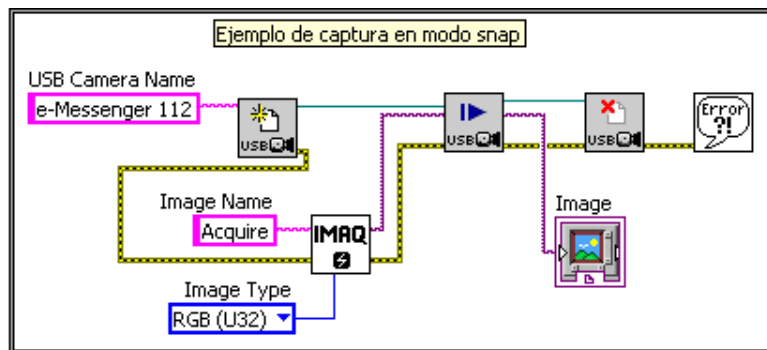 Ejemplo de captura en modo snap
USB Camera Name
e-Messenger 112
USB
USB
USB
Error
?!
Image Name
Acquire
IMAQ
Image
Image Type
RGB (U32)